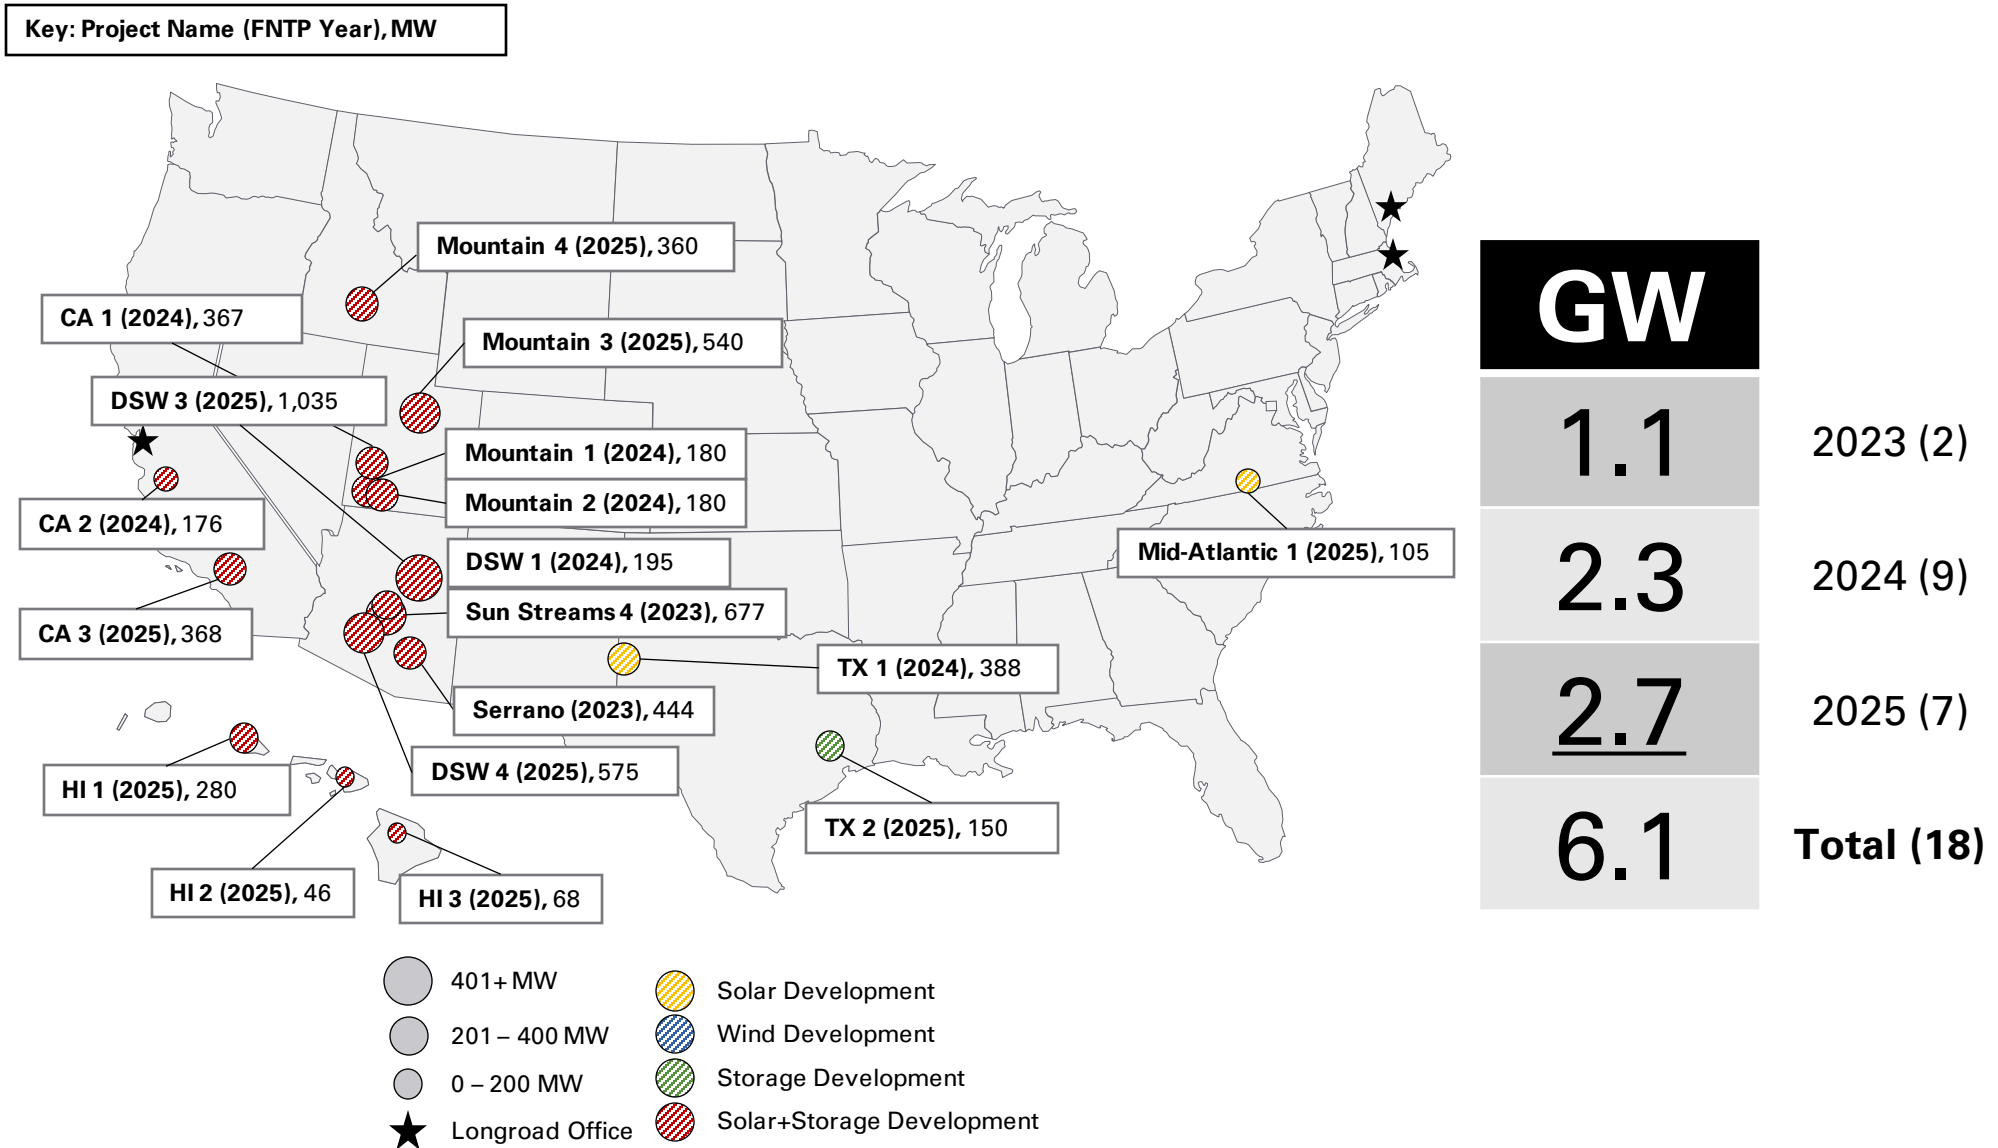 Key: Project Name (FNTP Year), MW
Mountain 4 (2025), 360
CA 1 (2024), 367
Mountain 3 (2025), 540
DSW 3 (2025), 1,035
Mountain 1 (2024), 180
Mountain 2 (2024), 180
CA 2 (2024), 176
DSW 1 (2024), 195
Mid-Atlantic 1 (2025), 105
Sun Streams 4 (2023), 677
CA 3 (2025), 368
TX 1 (2024), 388
Serrano (2023), 444
DSW 4 (2025), 575
HI 1 (2025), 280
TX 2 (2025), 150
HI 2 (2025), 46
HI 3 (2025), 68
GW
1.1 2023 (2)
2.3 2024 (9)
2.7 2025 (7)
6.1 Total (18)
401+ MW
201 – 400 MW
0 – 200 MW
Longroad Office
Solar Development
Wind Development
Storage Development
Solar+Storage Development